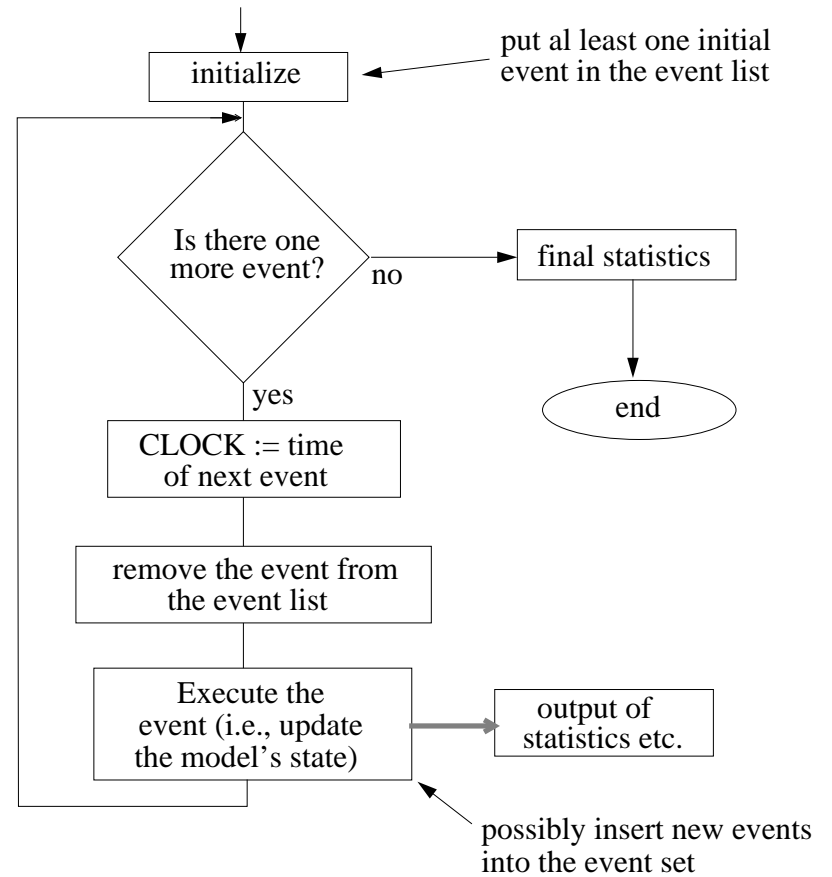 put al least one initial
event in the event list
initialize
Is there one
more event?
no
final statistics
yes
end
CLOCK := time
of next event
remove the event from
the event list
Execute the
event (i.e., update
the model's state)
output of
statistics etc.
possibly insert new events
into the event set